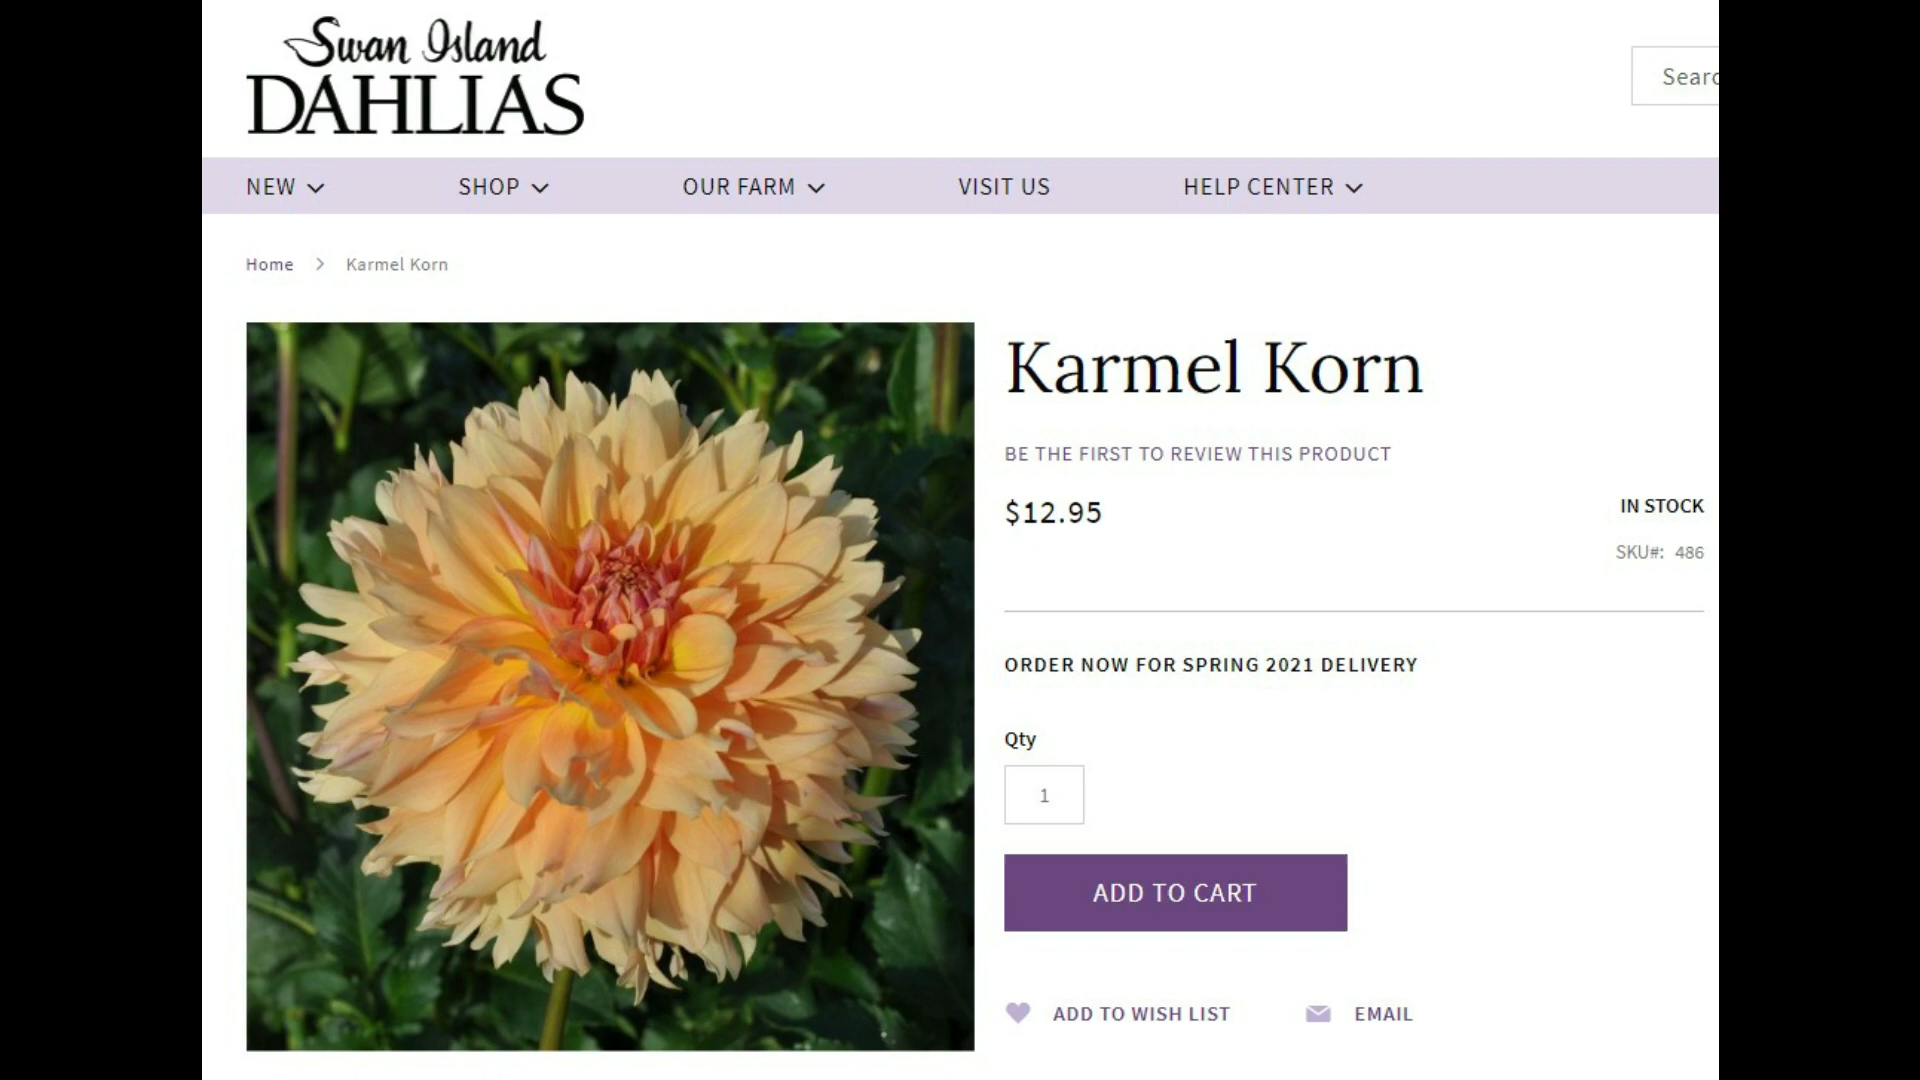 Swan Island
DAHLIAS
Searc
NEW
SHOP
OUR FARM
VISIT US
HELP CENTER
Home
Karmel Korn
Karmel Korn
BE THE FIRST TO REVIEW THIS PRODUCT
$12.95
IN STOCK
SKU#: 486
ORDER NOW FOR SPRING 2021 DELIVERY
Qty
1
ADD TO CART
ADD TO WISH LIST
EMAIL